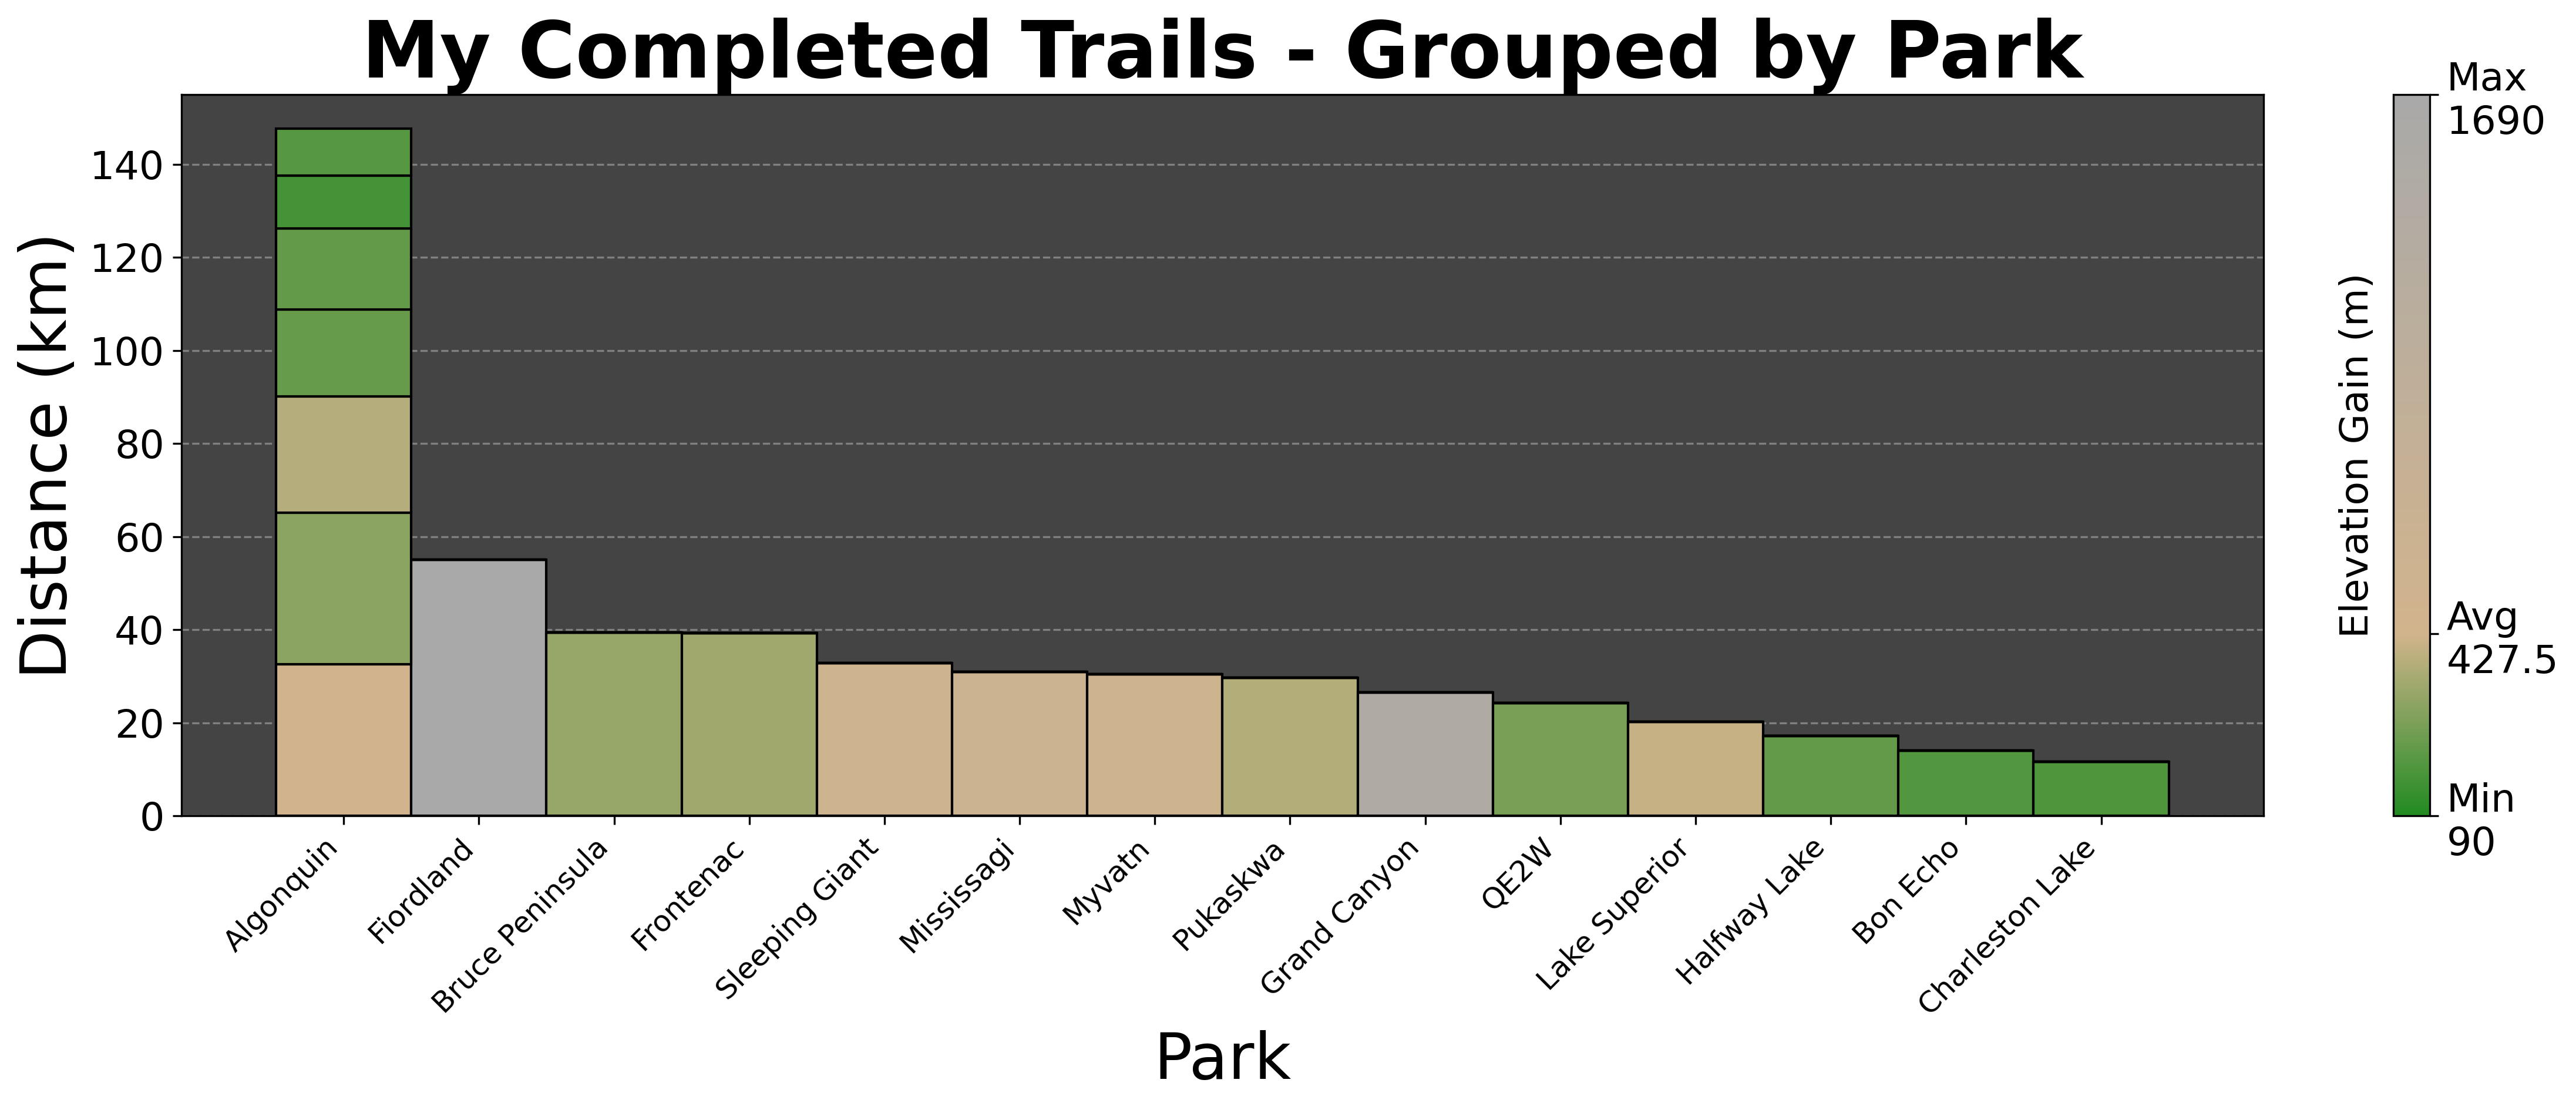 My Completed Trails - Grouped by Park
Distance (km)
140
120
100
80
60
40
20
0
Algonquin
Fiordland
Bruce Peninsula
Frontenac
Sleeping Giant
Mississagi
Myvatn
Pukaskwa
Grand Canyon
QE2W
Lake Superior
Halfway Lake
Bon Echo
Charleston Lake
Park
Elevation Gain (m)
Max
1690
Avg
427.5
Min
90